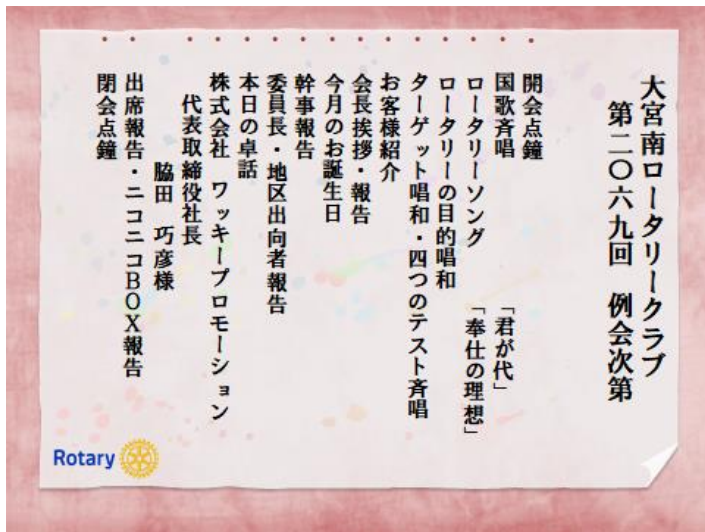 大宮南ロータリークラブ
第二〇六九回　例会次第
開会点鐘
国歌斉唱　「君が代」
ロータリーソング　「奉仕の理想」
ロータリーの目的唱和
ターゲット唱和・四つのテスト斉唱
お客様紹介
会長挨拶・報告
今月のお誕生日
幹事報告
委員長・地区出向者報告
本日の卓話
株式会社　ワッキープロモーション
代表取締役社長
脇田　巧彦様
出席報告・ニコニコBOX報告
閉会点鐘
Rotary